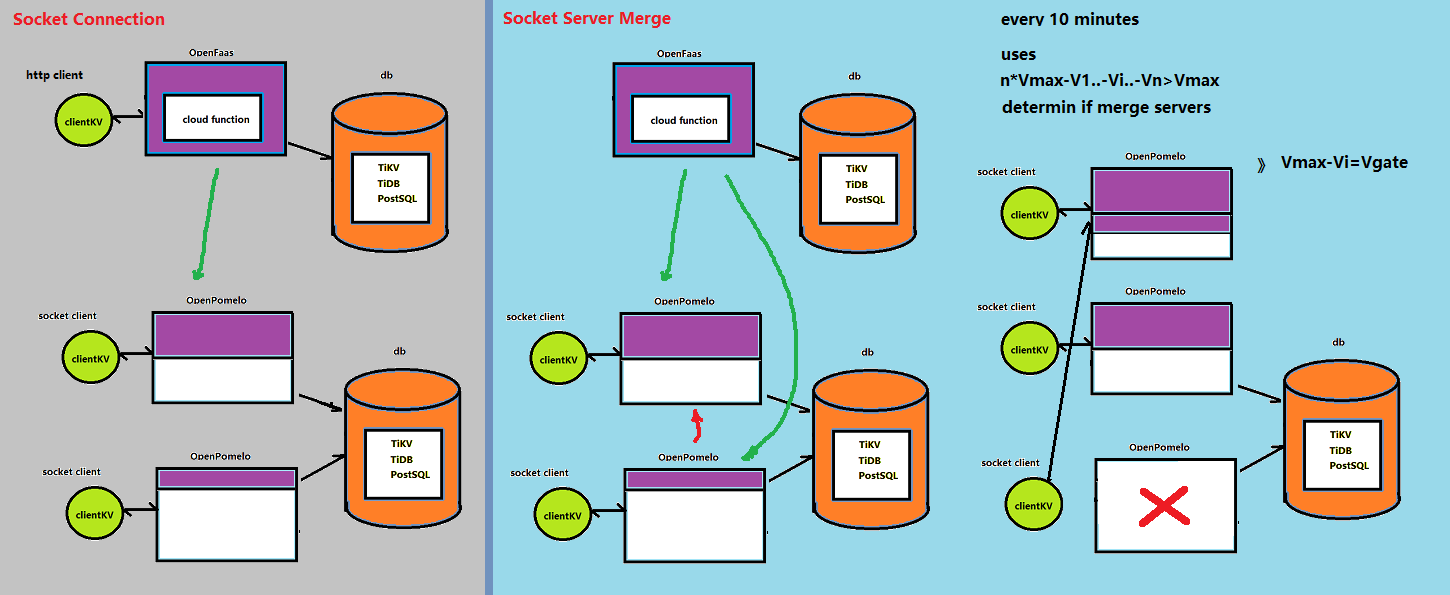 Socket Connection
OpenFaas
http client
db
clientKV
cloud function
TiKV
TiDB
PostSQL
OpenPomelo
socket client
clientKV
db
TiKV
TiDB
PostSQL
OpenPomelo
socket client
clientKV
Socket Server Merge
OpenFaas
db
cloud function
TiKV
TiDB
PostSQL
OpenPomelo
socket client
clientKV
db
TiKV
TiDB
PostSQL
OpenPomelo
socket client
clientKV
every 10 minutes
uses
n*Vmax-V1..-Vi..-Vn>Vmax
determin if merge servers
OpenPomelo
》 Vmax-Vi=Vgate
socket client
clientKV
OpenPomelo
socket client
clientKV
db
TiKV
TiDB
PostSQL
OpenPomelo
socket client
clientKV